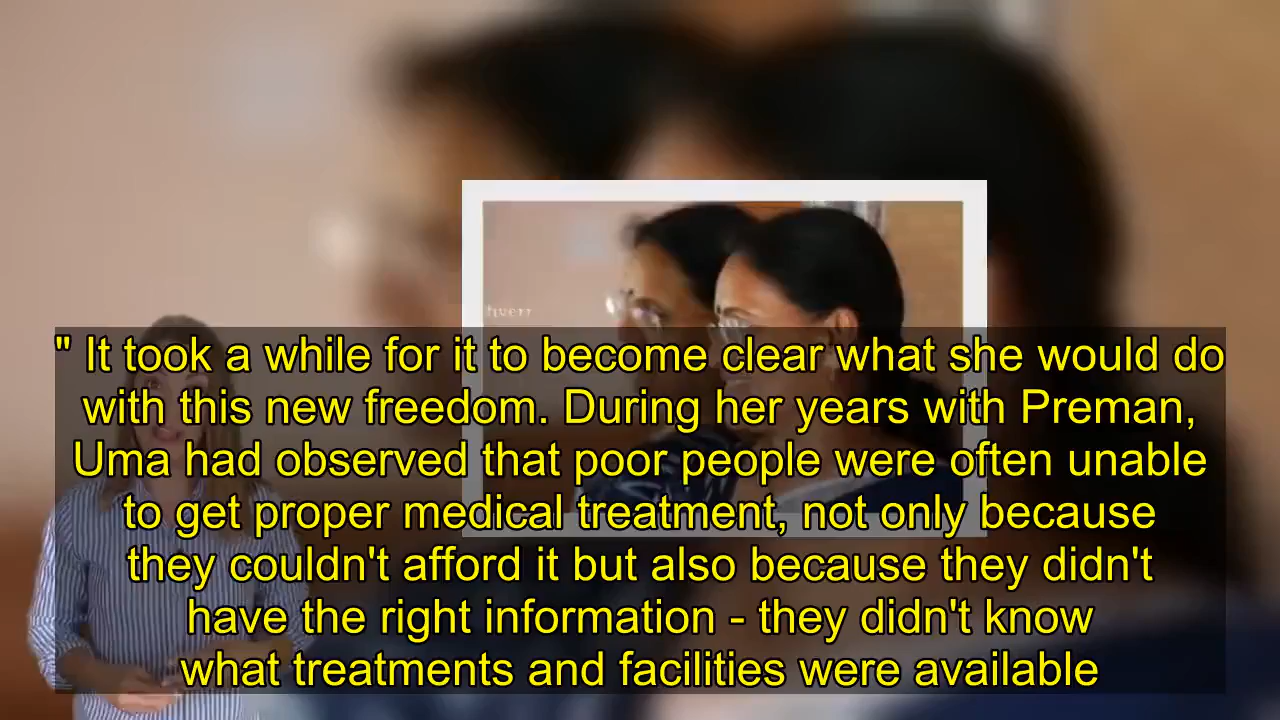 fiverr
" It took a while for it to become clear what she would do
with this new freedom. During her years with Preman,
Uma had observed that poor people were often unable
to get proper medical treatment, not only because
they couldn't afford it but also because they didn't
have the right information - they didn't know
what treatments and facilities were available